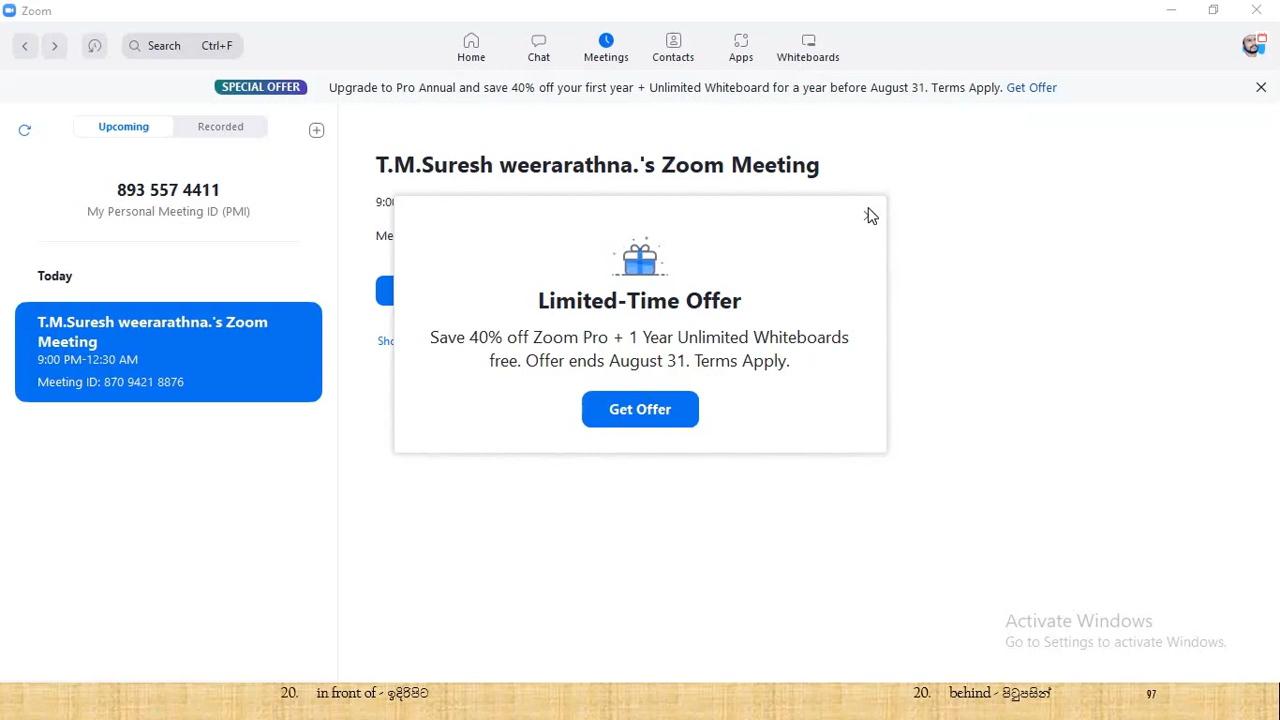 Zoom
Search Ctrl+F
Home
Chat
Meetings
Contacts
Apps
Whiteboards
SPECIAL OFFER Upgrade to Pro Annual and save 40% off your first year + Unlimited Whiteboard for a year before August 31. Terms Apply. Get Offer
Upcoming Recorded
893 557 4411
My Personal Meeting ID (PMI)
Today
T.M.Suresh weerarathna.'s Zoom
Meeting
9:00 PM-12:30 AM
Meeting ID: 870 9421 8876
T.M.Suresh weerarathna.'s Zoom Meeting
9:00
Me
Sho
Limited-Time Offer
Save 40% off Zoom Pro + 1 Year Unlimited Whiteboards
free. Offer ends August 31. Terms Apply.
Get Offer
Activate Windows
Go to Settings to activate Windows.
20. in front of - ඉදිරිපිට 20. behind - පිටුපසින් 97